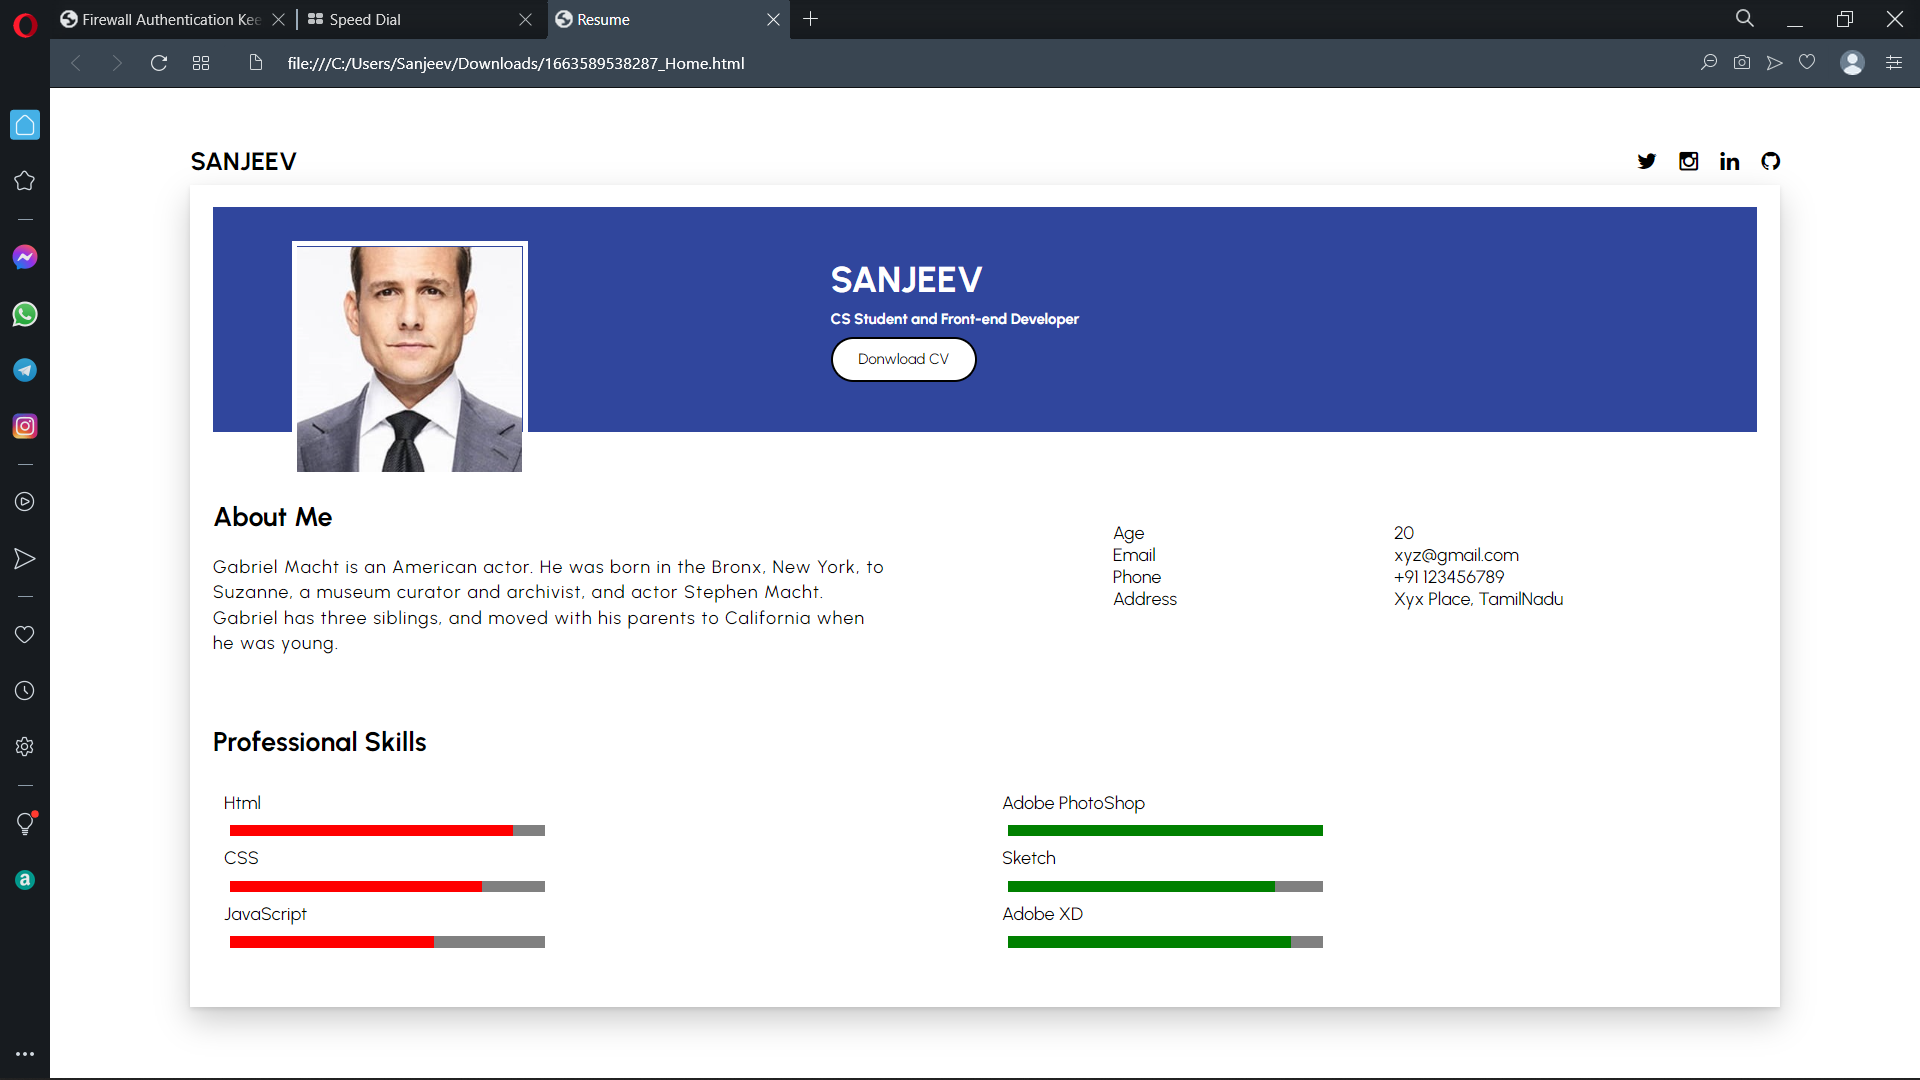 Firewall Authentication Kee
Speed Dial
Resume
file:///C:/Users/Sanjeev/Downloads/1663589538287_Home.html
SANJEEV
SANJEEV
CS Student and Front-end Developer
Donwload CV
About Me
Gabriel Macht is an American actor. He was born in the Bronx, New York, to
Suzanne, a museum curator and archivist, and actor Stephen Macht.
Gabriel has three siblings, and moved with his parents to California when
he was young.
Age 20
Email xyz@gmail.com
Phone +91 123456789
Address Xyx Place, TamilNadu
Professional Skills
Html
CSS
JavaScript
Adobe PhotoShop
Sketch
Adobe XD